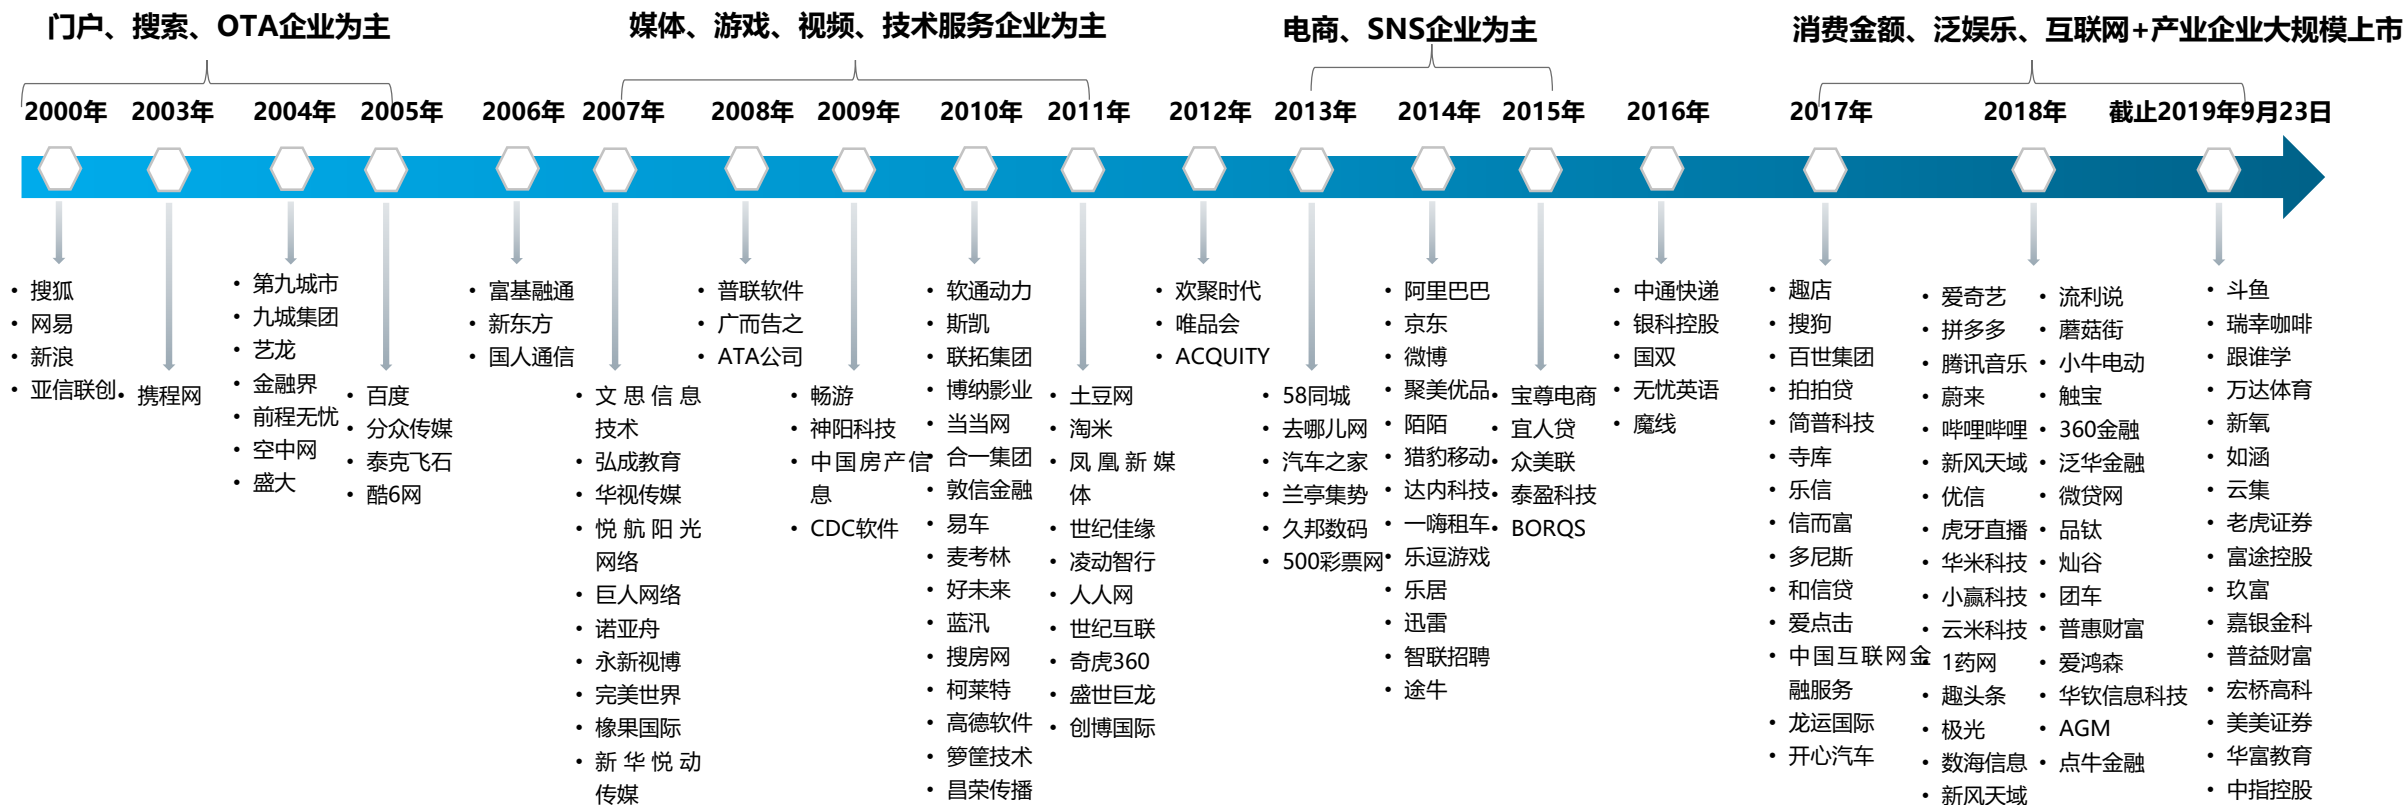 门户、搜索、OTA企业为主
媒体、游戏、视频、技术服务企业为主
电商、SNS企业为主
消费金额、泛娱乐、互联网+产业企业大规模上市
2000年
2003年
2004年
2005年
2006年
2007年
2008年
2009年
2010年
2011年
2012年
2013年
2014年
2015年
2016年
2017年
2018年
截止2019年9月23日
• 搜狐
• 网易
• 新浪
• 亚信联创
• 携程网
• 第九城市
• 九城集团
• 艺龙
• 金融界
• 前程无忧
• 空中网
• 盛大
• 百度
• 分众传媒
• 泰克飞石
• 酷6网
• 富基融通
• 新东方
• 国人通信
• 文思信息
技术
• 弘成教育
• 华视传媒
• 悦航阳光
网络
• 巨人网络
• 诺亚舟
• 永新视博
• 完美世界
• 橡果国际
• 新华悦动
传媒
• 普联软件
• 广而告之
• ATA公司
• 畅游
• 神阳科技
• 中国房产信
息
• CDC软件
• 软通动力
• 斯凯
• 联拓集团
• 博纳影业
• 当当网
• 合一集团
• 敦信金融
• 易车
• 麦考林
• 好未来
• 蓝汛
• 搜房网
• 柯莱特
• 高德软件
• 箩筐技术
• 昌荣传播
• 土豆网
• 淘米
• 凤凰新媒
体
• 世纪佳缘
• 凌动智行
• 人人网
• 世纪互联
• 奇虎360
• 盛世巨龙
• 创博国际
• 欢聚时代
• 唯品会
• ACQUITY
• 58同城
• 去哪儿网
• 汽车之家
• 兰亭集势
• 久邦数码
• 500彩票网
• 阿里巴巴
• 京东
• 微博
• 聚美优品
• 陌陌
• 猎豹移动
• 达内科技
• 一嗨租车
• 乐逗游戏
• 乐居
• 迅雷
• 智联招聘
• 途牛
• 宝尊电商
• 宜人贷
• 众美联
• 泰盈科技
• BORQS
• 中通快递
• 银科控股
• 国双
• 无忧英语
• 魔线
• 趣店
• 搜狗
• 百世集团
• 拍拍贷
• 简普科技
• 寺库
• 乐信
• 信而富
• 多尼斯
• 和信贷
• 爱点击
• 中国互联网金
融服务
• 龙运国际
• 开心汽车
• 爱奇艺
• 拼多多
• 腾讯音乐
• 蔚来
• 哔哩哔哩
• 新风天域
• 优信
• 虎牙直播
• 华米科技
• 小赢科技
• 云米科技
• 1药网
• 趣头条
• 极光
• 数海信息
• 新风天域
• 流利说
• 蘑菇街
• 小牛电动
• 触宝
• 360金融
• 泛华金融
• 微贷网
• 品钛
• 灿谷
• 团车
• 普惠财富
• 爱鸿森
• 华钦信息科技
• AGM
• 点牛金融
• 斗鱼
• 瑞幸咖啡
• 跟谁学
• 万达体育
• 新氧
• 如涵
• 云集
• 老虎证券
• 富途控股
• 玖富
• 嘉银金科
• 普益财富
• 宏桥高科
• 美美证券
• 华富教育
• 中指控股